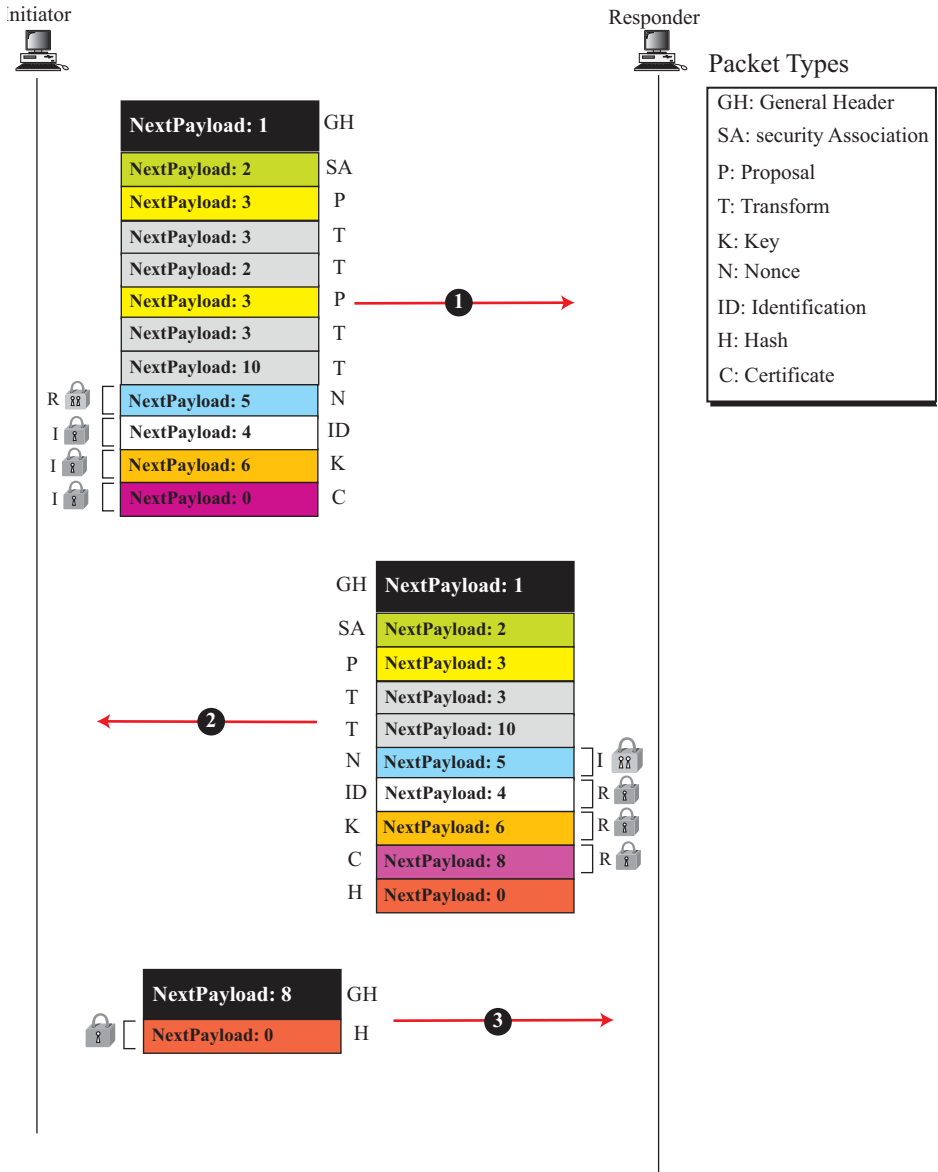 Initiator
Responder
Packet Types
GH: General Header
SA: security Association
P: Proposal
T: Transform
K: Key
N: Nonce
ID: Identification
H: Hash
C: Certificate
NextPayload: 1 GH
NextPayload: 2 SA
NextPayload: 3 P
NextPayload: 3 T
NextPayload: 2 T
NextPayload: 3 P
1
NextPayload: 3 T
NextPayload: 10 T
R NextPayload: 5 N
I NextPayload: 4 ID
I NextPayload: 6 K
I NextPayload: 0 C
GH NextPayload: 1
SA NextPayload: 2
P NextPayload: 3
T NextPayload: 3
2
T NextPayload: 10
N NextPayload: 5 I
ID NextPayload: 4 R
K NextPayload: 6 R
C NextPayload: 8 R
H NextPayload: 0
NextPayload: 8 GH
NextPayload: 0 H
3